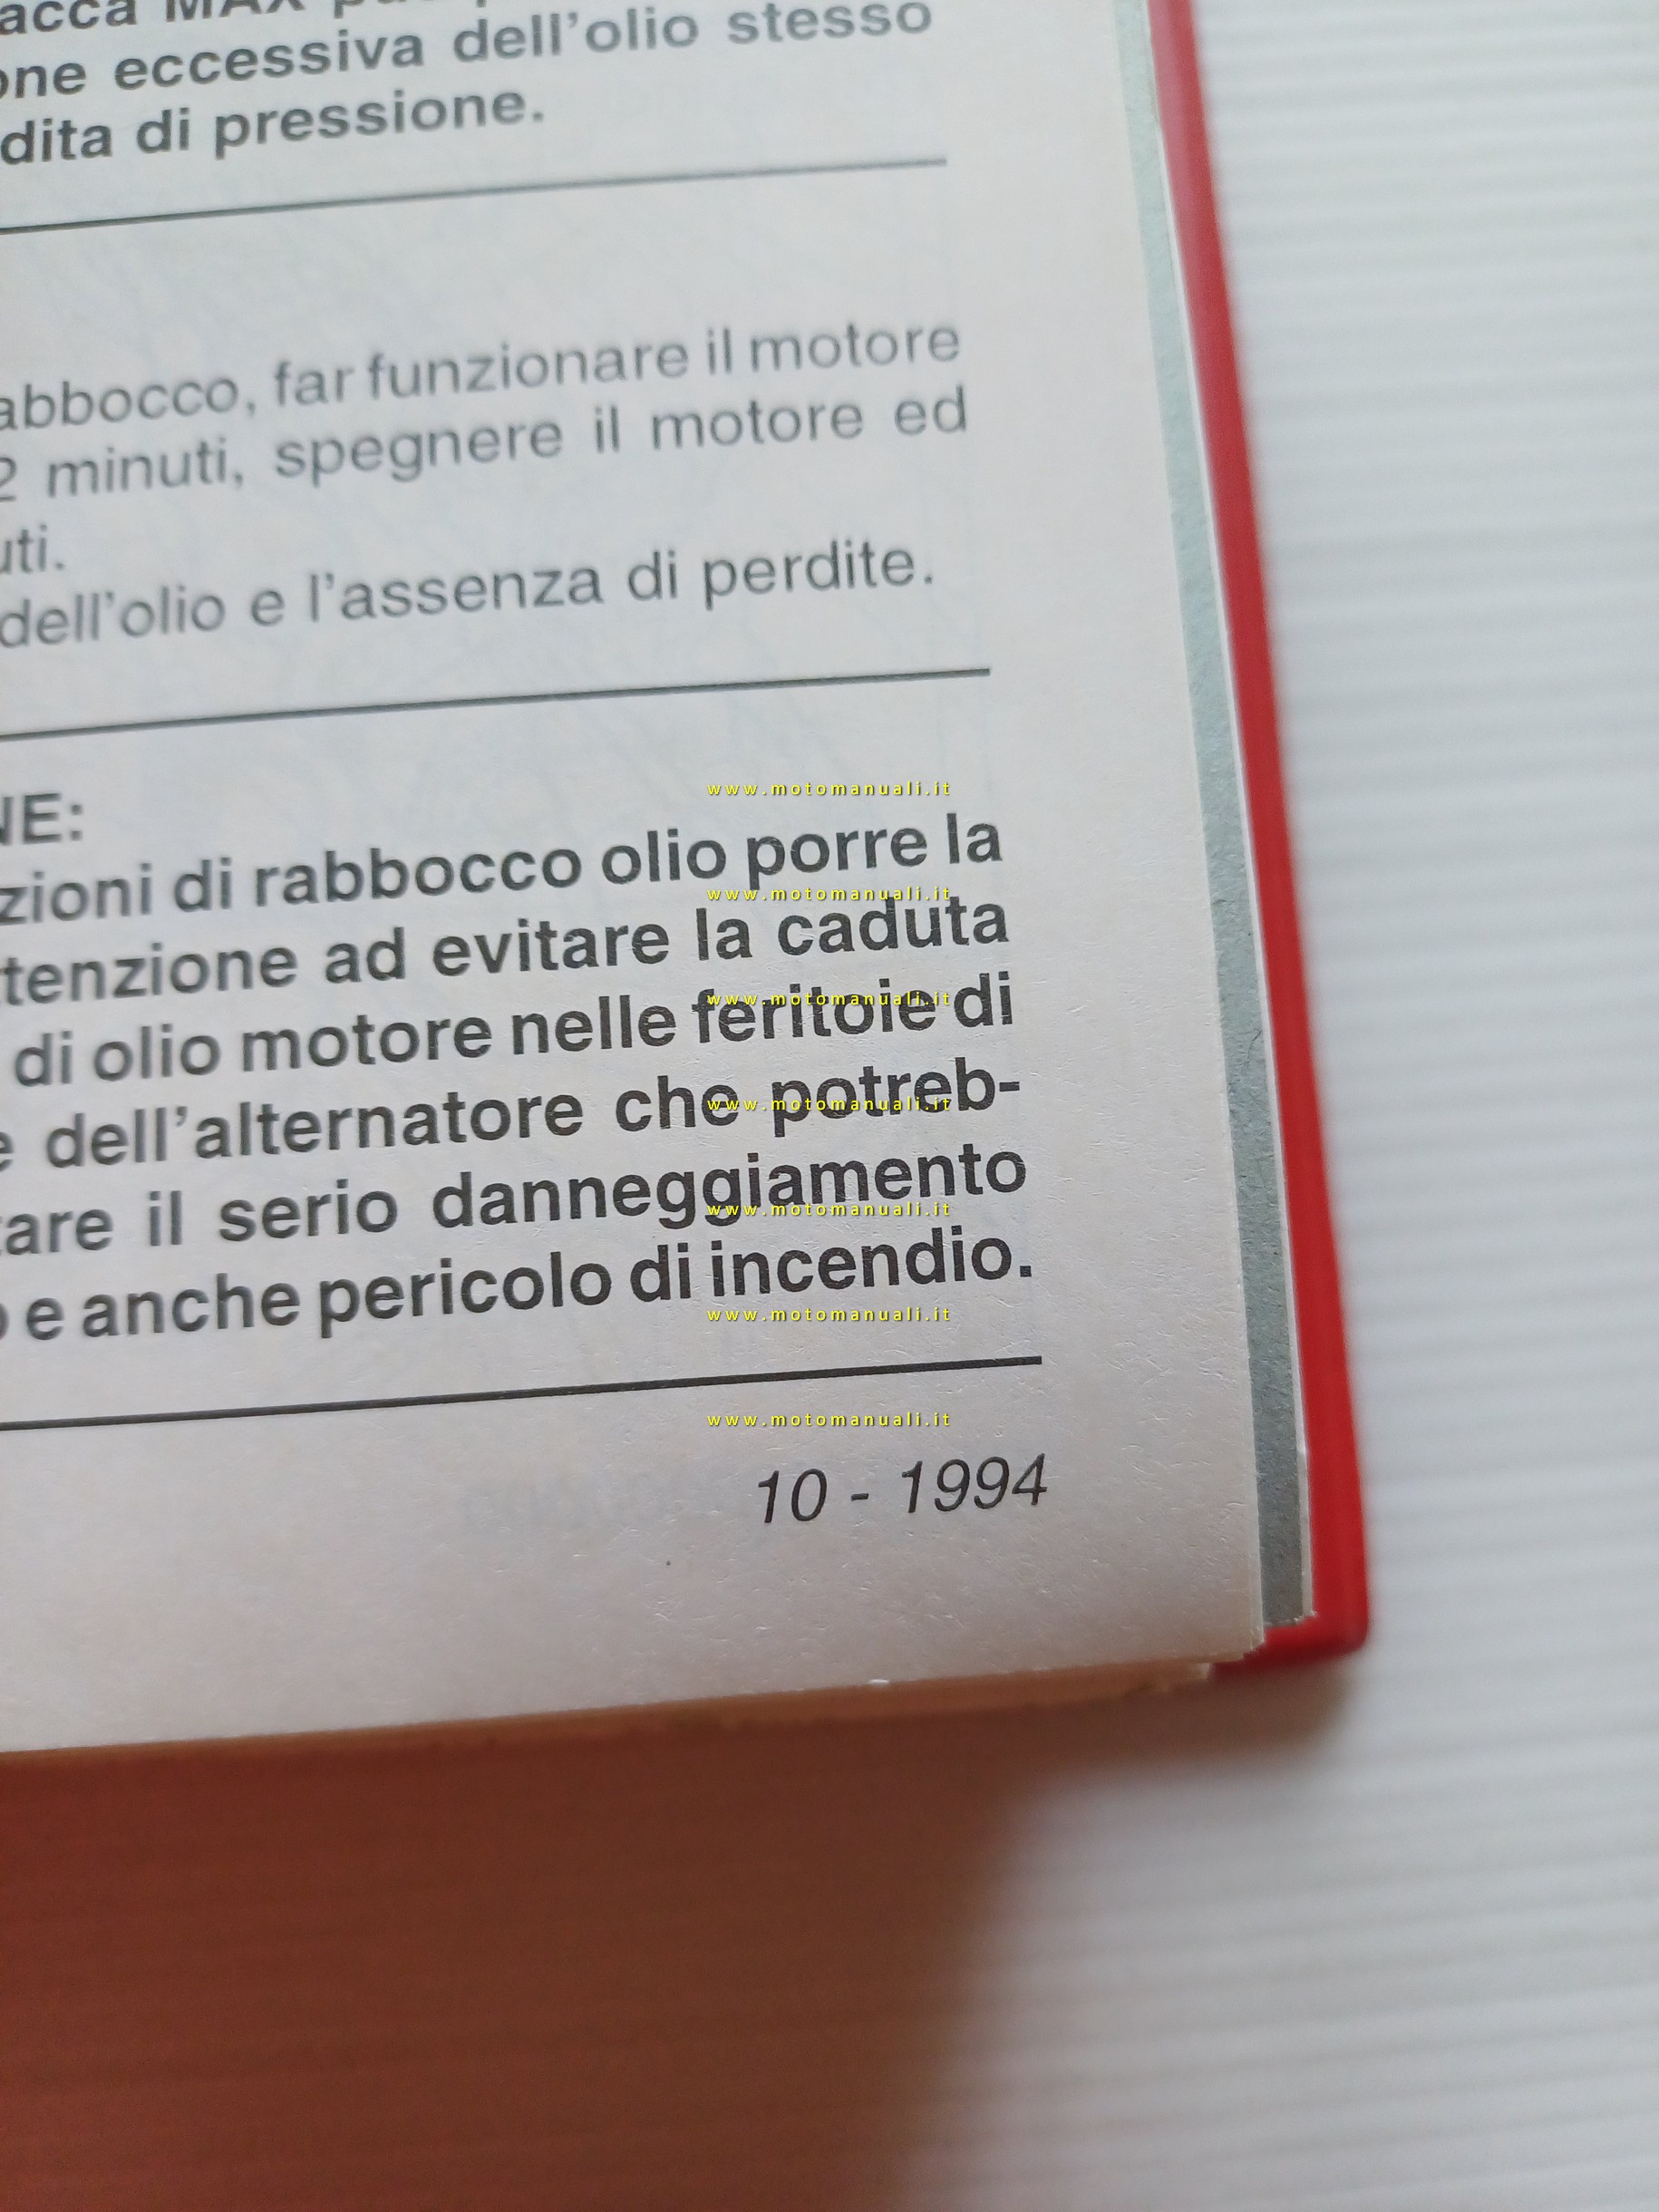 acca MAX
one eccessiva dell'olio stesso
dita di pressione.
abbocco, far funzionare il motore
2 minuti, spegnere il motore ed
uti.
dell'olio e l'assenza di perdite.
NE:
www.motomanuali.it
zioni di rabbocco olio porre la
www.motomanuali.it
tenzione ad evitare la caduta
www.motomanuali.it
di olio motore nelle feritoie di
www.motomanuali.it
e dell'alternatore che potreb-
www.motomanuali.it
tare il serio danneggiamento
www.motomanuali.it
o e anche pericolo di incendio.
www.motomanuali.it
10 - 1994